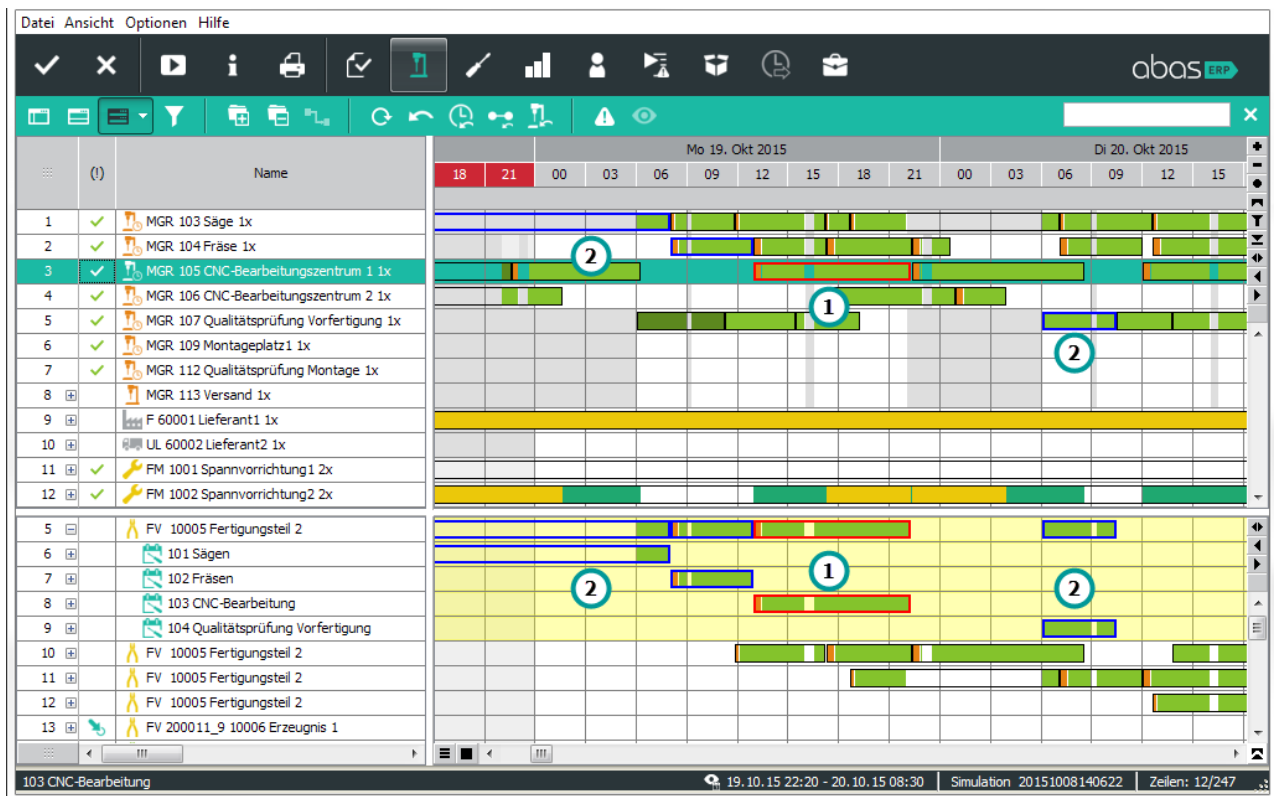 Datei Ansicht Optionen Hilfe
abas ERP
Mo 19. Okt 2015 Di 20. Okt 2015
(!) Name 18 21 00 03 06 09 12 15 18 21 00 03 06 09 12 15
1 MGR 103 Säge 1x
2 MGR 104 Fräse 1x
2
3 MGR 105 CNC-Bearbeitungszentrum 1 1x
4 MGR 106 CNC-Bearbeitungszentrum 2 1x
1
5 MGR 107 Qualitätsprüfung Vorfertigung 1x
6 MGR 109 Montageplatz1 1x
2
7 MGR 112 Qualitätsprüfung Montage 1x
8 MGR 113 Versand 1x
9 F 60001 Lieferant1 1x
10 UL 60002 Lieferant2 1x
11 FM 1001 Spannvorrichtung1 2x
12 FM 1002 Spannvorrichtung2 2x
5 FV 10005 Fertigungsteil 2
6 101 Sägen
1
7 102 Fräsen
2 2
8 103 CNC-Bearbeitung
9 104 Qualitätsprüfung Vorfertigung
10 FV 10005 Fertigungsteil 2
11 FV 10005 Fertigungsteil 2
12 FV 10005 Fertigungsteil 2
13 FV 200011_9 10006 Erzeugnis 1
103 CNC-Bearbeitung 19.10.15 22:20 - 20.10.15 08:30 Simulation 20151008140622 Zeilen: 12/247